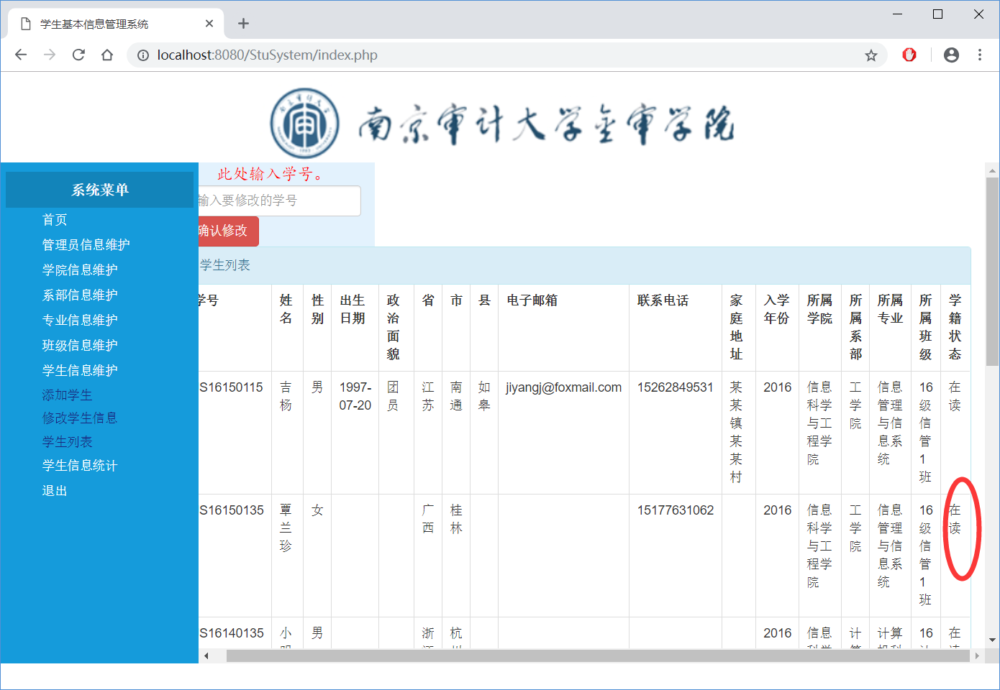 学生基本信息管理系统
localhost:8080/StuSystem/index.php
南京审计大学金审学院
系统菜单
首页
管理员信息维护
学院信息维护
系部信息维护
专业信息维护
班级信息维护
学生信息维护
添加学生
修改学生信息
学生列表
学生信息统计
退出
此处输入学号。
输入要修改的学号
确认修改
学生列表
学号 姓名 性别 出生日期 政治面貌 省 市 县 电子邮箱 联系电话 家庭地址 入学年份 所属学院 所属系部 所属专业 所属班级 学籍状态
S16150115 吉杨 男 1997-07-20 团员 江苏 南通 如皋 jiyangj@foxmail.com 15262849531 某某镇某某村 2016 信息科学与工程学院 工学院 信息管理与信息系统 16级信管1班 在读
S16150135 覃兰珍 女 广西 桂林 15177631062 2016 信息科学与工程学院 工学院 信息管理与信息系统 16级信管1班 在读
S16140135 小 男 浙 杭 2016 信息 计 计算 16 在